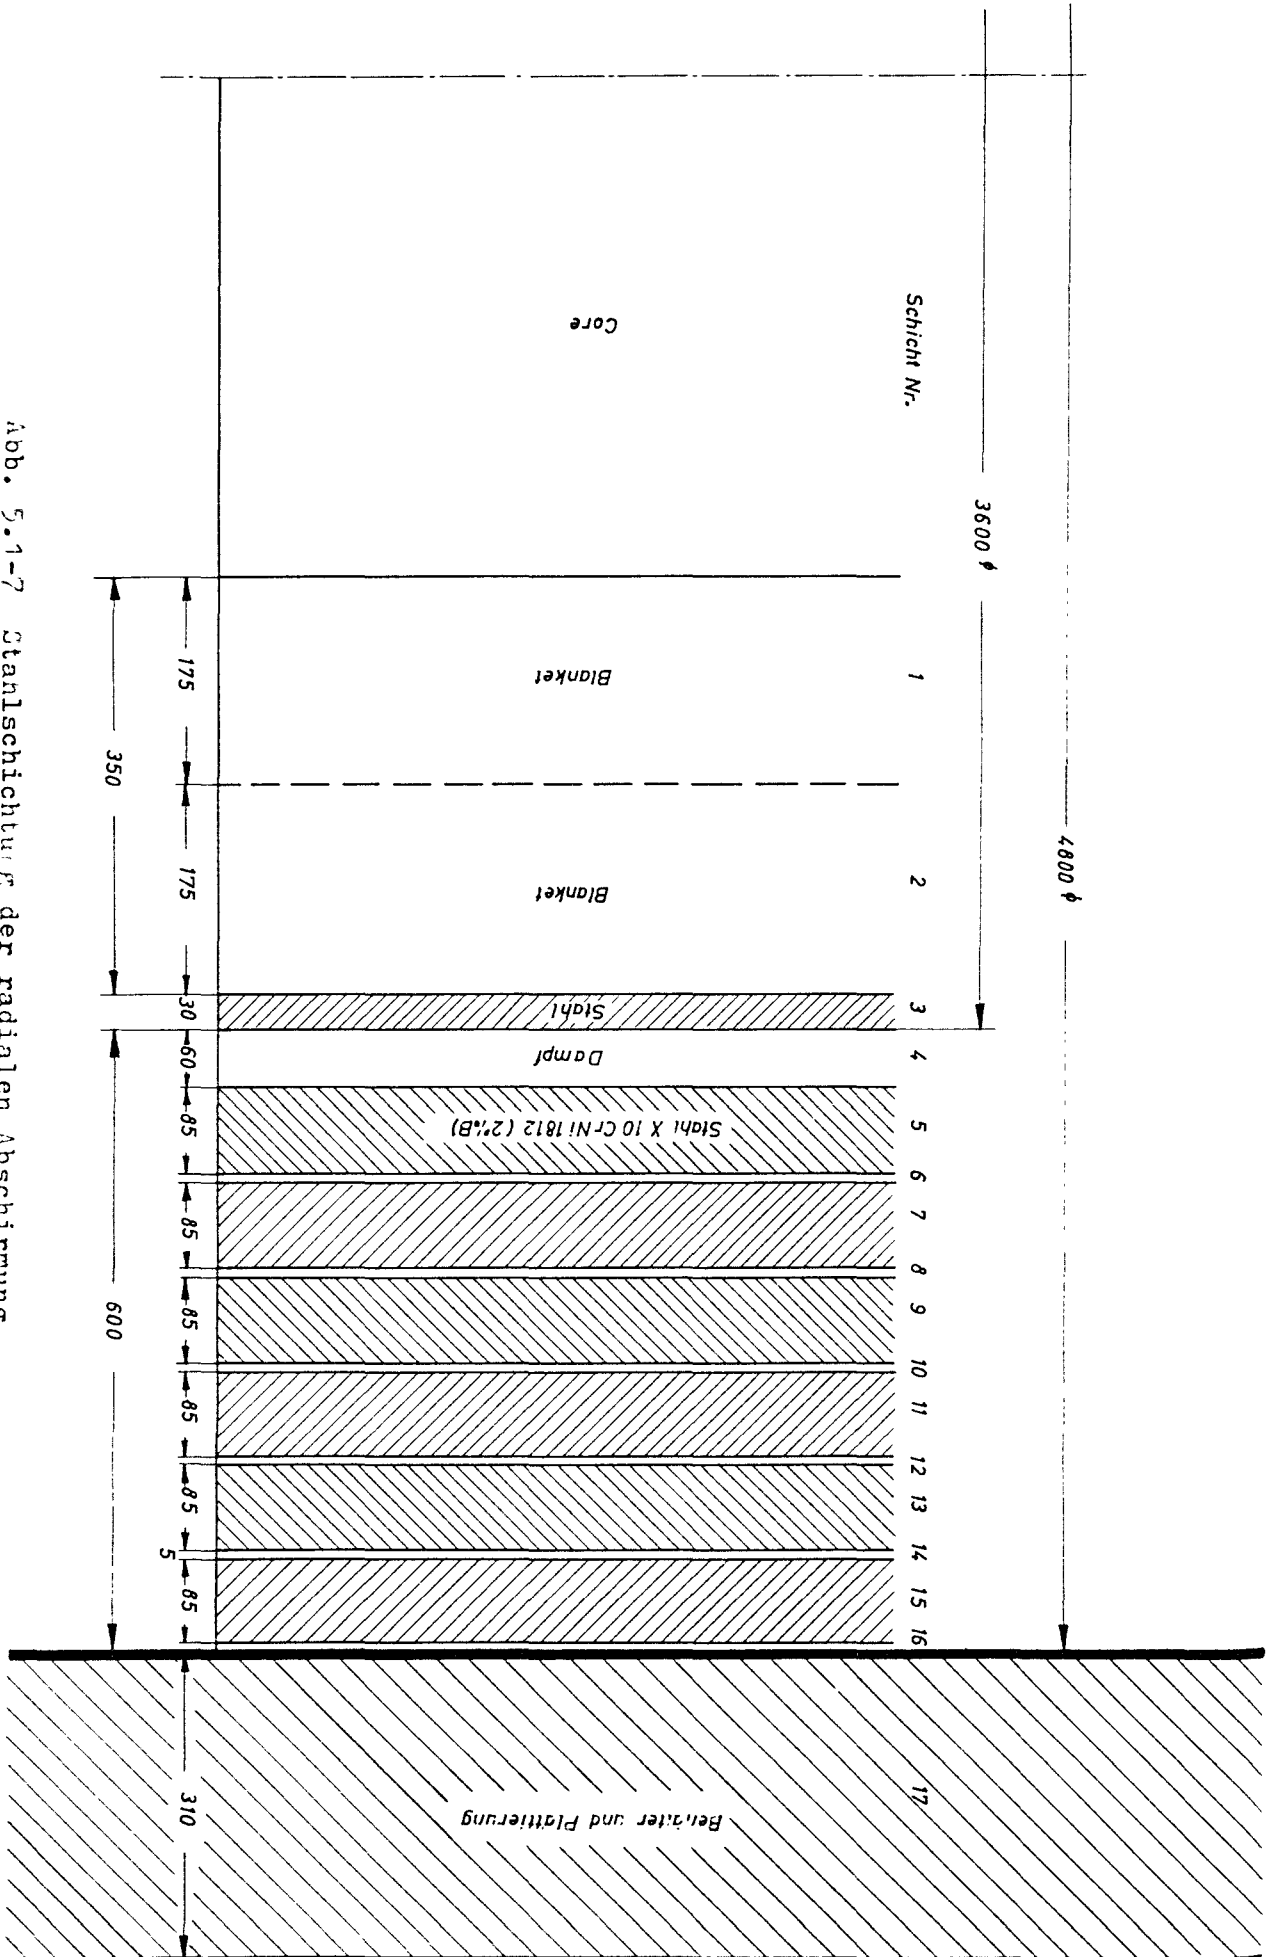 4800 ϕ
3600 ϕ
Schicht Nr.
1
2
3
4
5
6
7
8
9
10
11
12
13
14
15
16
17
Core
Blanket
Blanket
Stahl
Dampf
Stahl X 10 CrNi 1812 (2%B)
Behälter und Plattierung
175
175
30
60
85
85
85
85
85
5
85
310
350
600
Abb. 5.1-7 Stahlschichtung der radialen Abschirmung